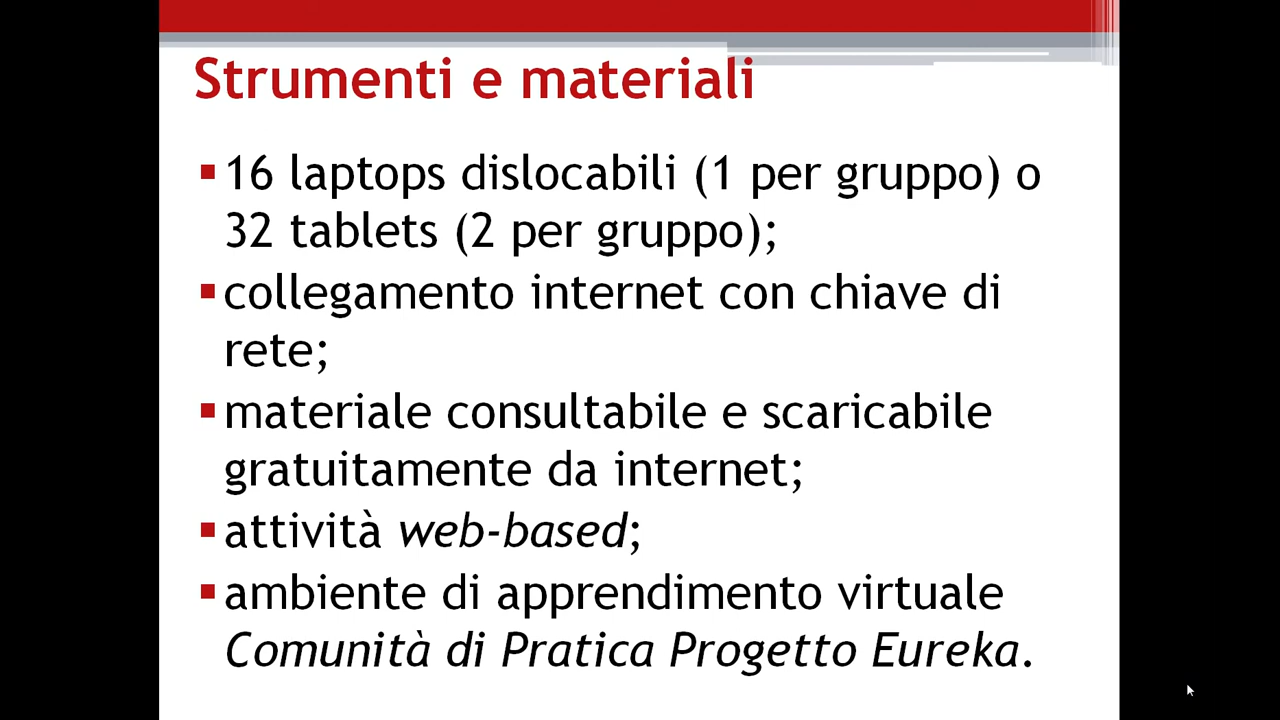 Strumenti e materiali
▪16 laptops dislocabili (1 per gruppo) o
32 tablets (2 per gruppo);
▪collegamento internet con chiave di
rete;
▪materiale consultabile e scaricabile
gratuitamente da internet;
▪attività web-based;
▪ambiente di apprendimento virtuale
Comunità di Pratica Progetto Eureka.